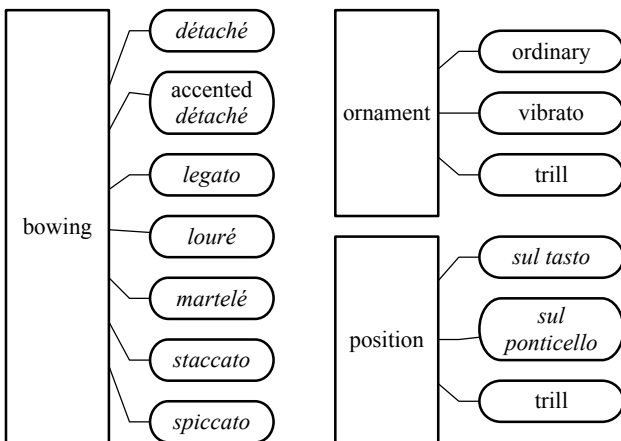 bowing
détaché
accented
détaché
legato
louré
martelé
staccato
spiccato
ornament
ordinary
vibrato
trill
position
sul tasto
sul
ponticello
trill